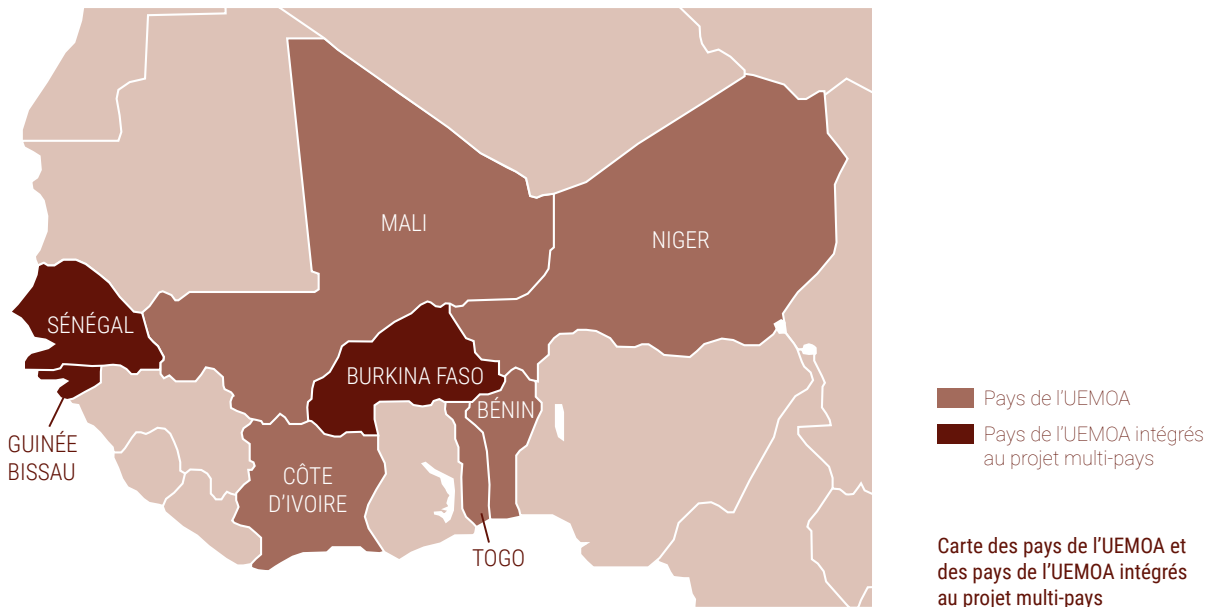 MALI
NIGER
SÉNÉGAL
BURKINA FASO
BÉNIN
GUINÉE
BISSAU
CÔTE
D'IVOIRE
TOGO
Pays de l'UEMOA
Pays de l'UEMOA intégrés
au projet multi-pays
Carte des pays de l'UEMOA et
des pays de l'UEMOA intégrés
au projet multi-pays